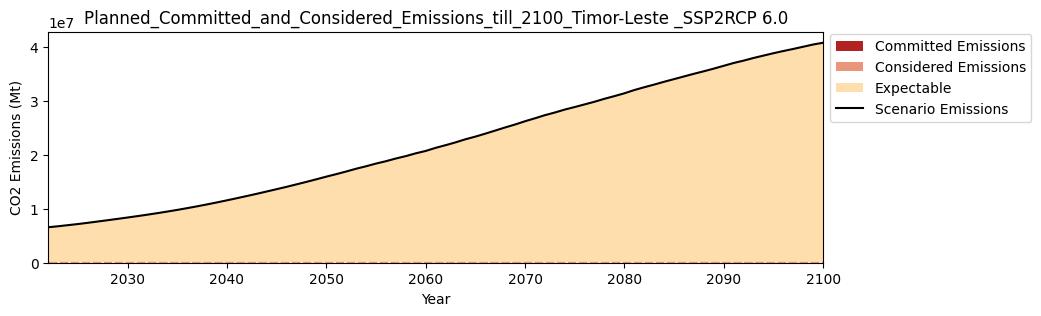 Planned_Committed_and_Considered_Emissions_till_2100_Timor-Leste _SSP2RCP 6.0
1e7
CO2 Emissions (Mt)
4
3
2
1
0
2030 2040 2050 2060 2070 2080 2090 2100
Year
Committed Emissions
Considered Emissions
Expectable
Scenario Emissions